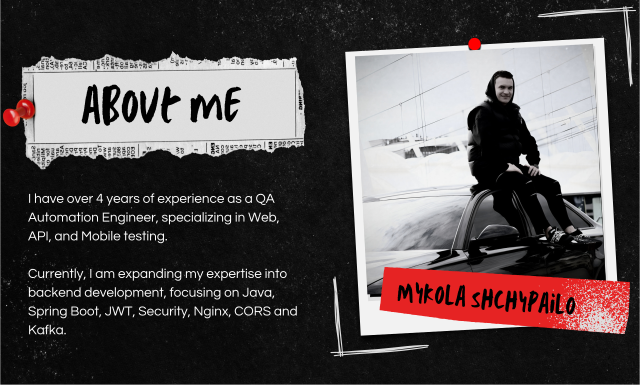 ABOUt mE
I have over 4 years of experience as a QA
Automation Engineer, specializing in Web,
API, and Mobile testing.
Currently, I am expanding my expertise into
backend development, focusing on Java,
Spring Boot, JWT, Security, Nginx, CORS and
Kafka.
MYKOLA SHCHYPAiLO